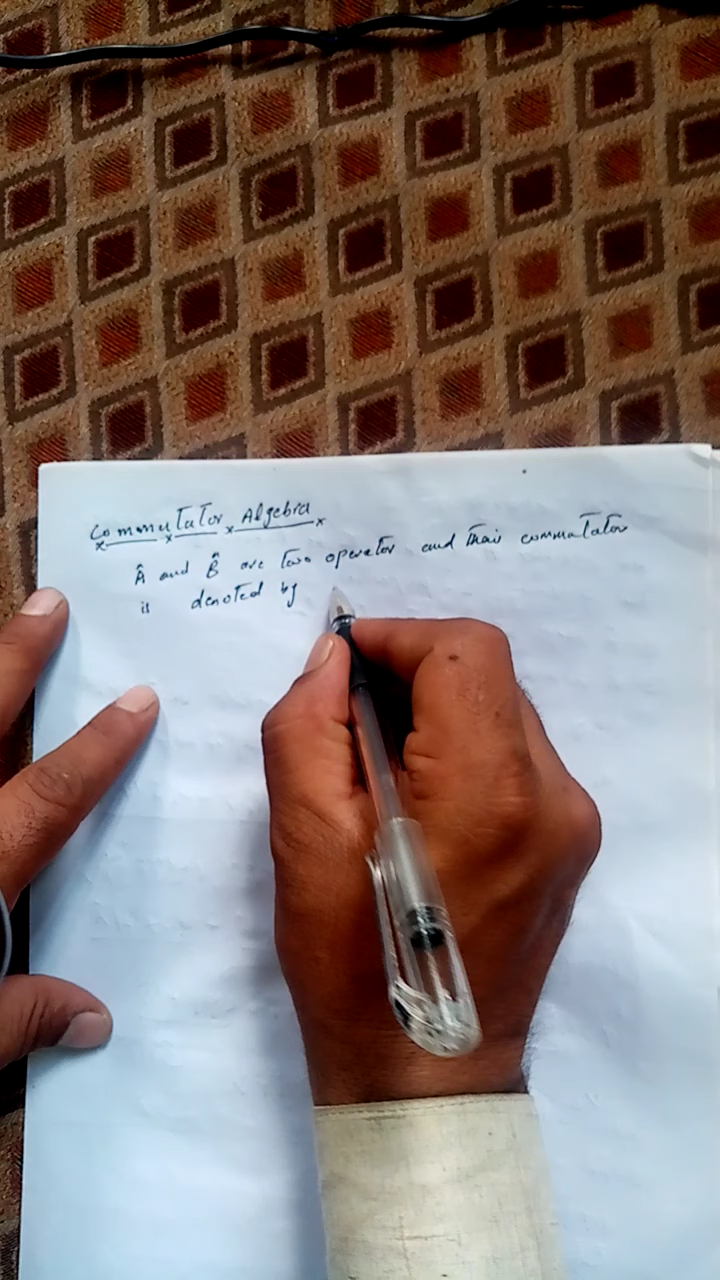 Commutator Algebra
Â and B̂ are two operator and their commutator
is denoted by